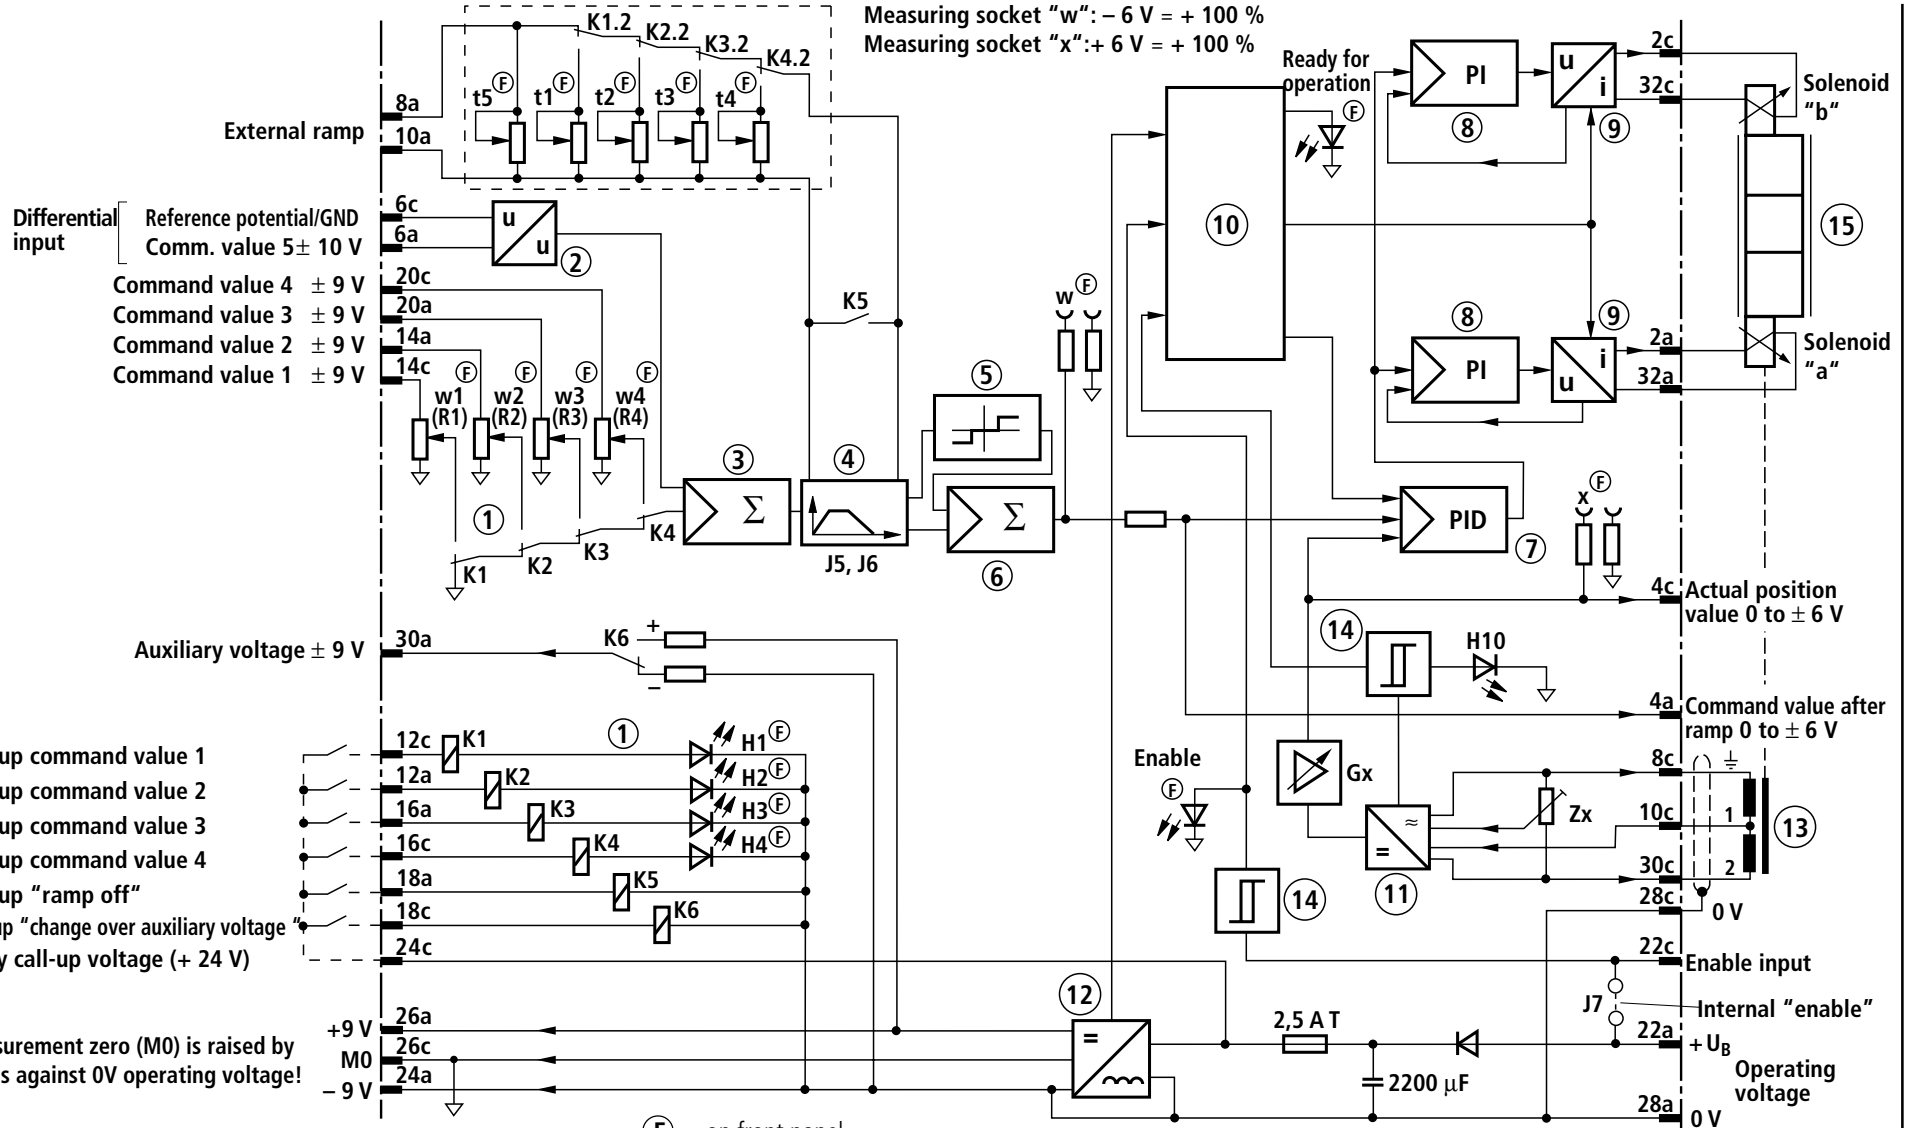 Measuring socket “w“: – 6 V = + 100 %
Measuring socket “x“:+ 6 V = + 100 %
K1.2
K2.2
K3.2
K4.2
F
F
F
F
F
t5
t1
t2
t3
t4
External ramp
8a
10a
Differential input
Reference potential/GND
Comm. value 5± 10 V
6c
6a
u
u
2
Command value 4 ± 9 V
20c
Command value 3 ± 9 V
20a
Command value 2 ± 9 V
14a
Command value 1 ± 9 V
14c
F
F
F
F
w1
(R1)
w2
(R2)
w3
(R3)
w4
(R4)
1
K1
K2
K3
K4
K5
3
Σ
4
J5, J6
5
6
Σ
w
F
Ready for
operation
F
10
PI
8
u
i
9
2c
32c
Solenoid
“b“
15
PI
8
i
u
9
2a
32a
Solenoid
“a“
PID
7
x
F
4c
Actual position
value 0 to ± 6 V
14
H10
4a
Command value after
ramp 0 to ± 6 V
Auxiliary voltage ± 9 V
30a
K6
+
–
1
up command value 1
12c
K1
H1
F
up command value 2
12a
K2
H2
F
up command value 3
16a
K3
H3
F
up command value 4
16c
K4
H4
F
up “ramp off“
18a
K5
up “change over auxiliary voltage “
18c
K6
y call-up voltage (+ 24 V)
24c
Enable
F
14
Gx
≈
=
11
Zx
8c
10c
30c
28c
1
2
13
0 V
22c
Enable input
J7
Internal “enable”
22a
+ UB
Operating
voltage
28a
0 V
12
=
2,5 A T
2200 µF
+9 V
26a
M0
26c
– 9 V
24a
surement zero (M0) is raised by
s against 0V operating voltage!
F
on front panel